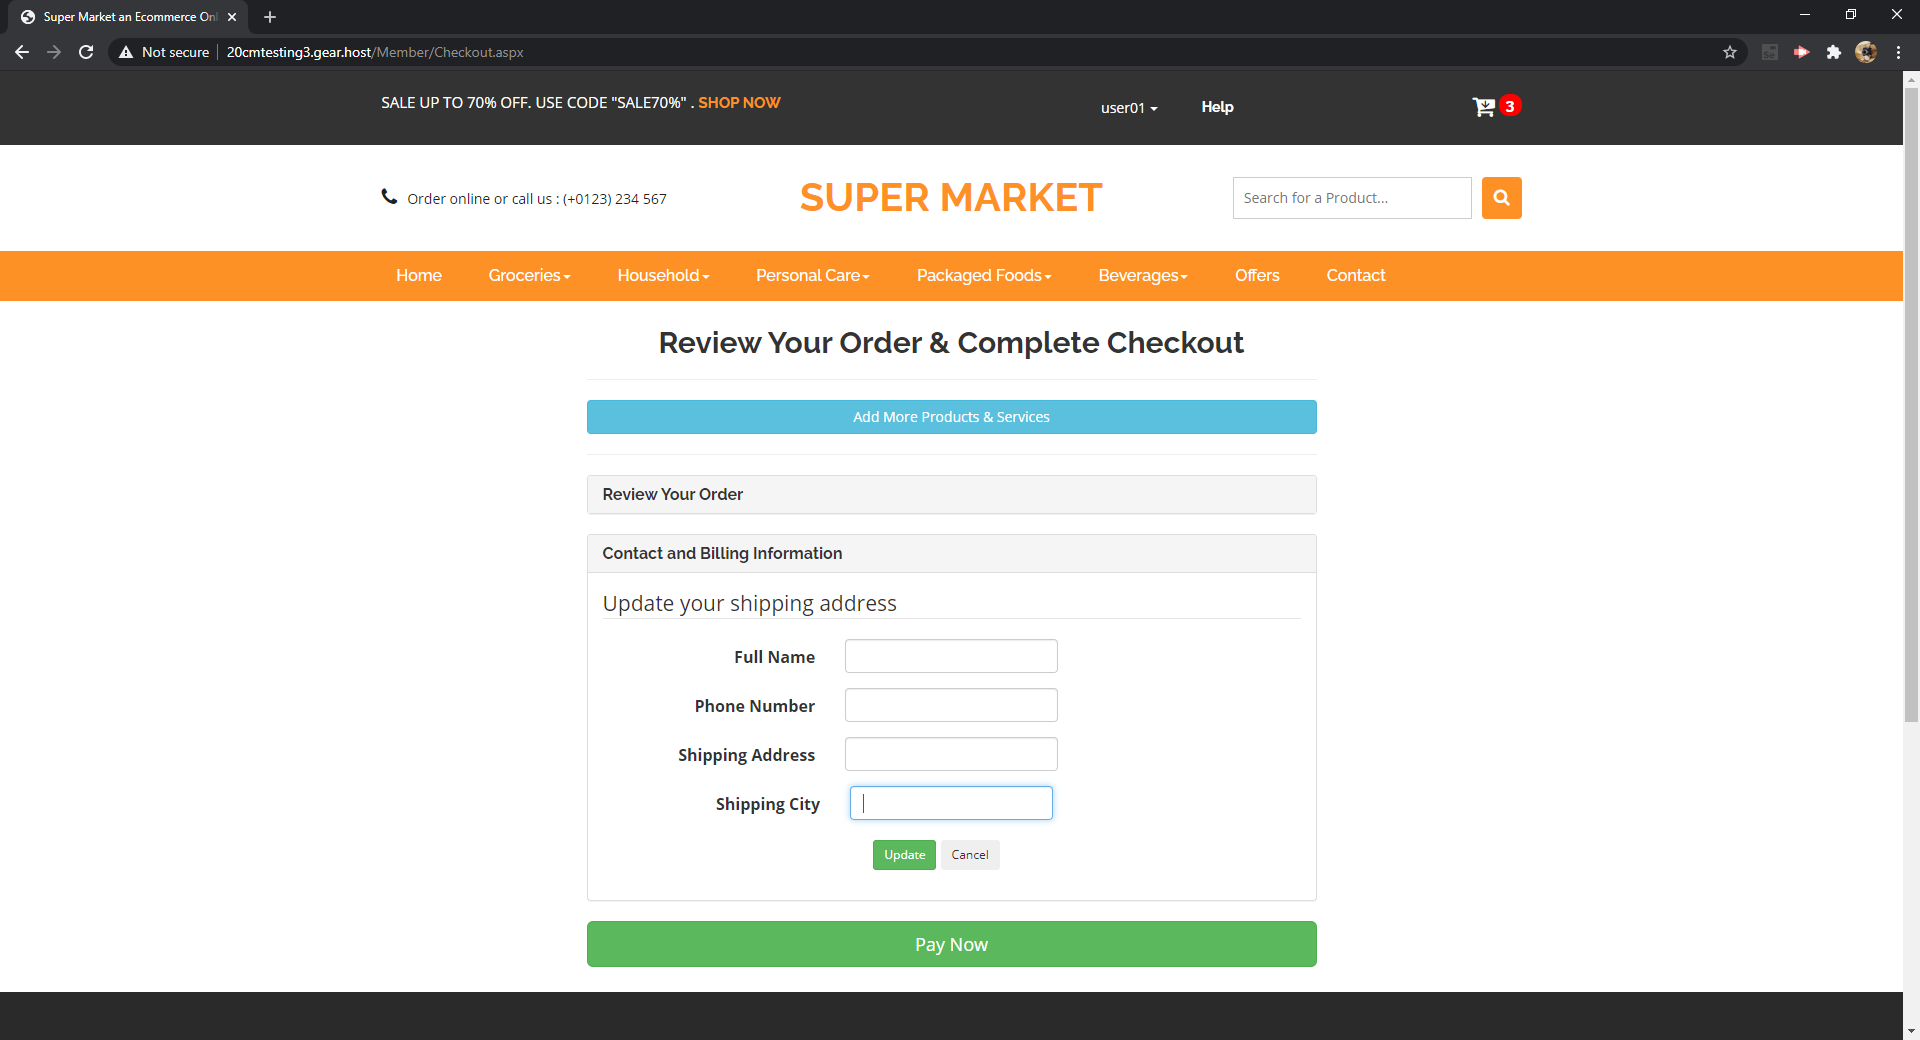 Super Market an Ecommerce Onl
Not secure 20cmtesting3.gear.host/Member/Checkout.aspx
SALE UP TO 70% OFF. USE CODE "SALE70%" . SHOP NOW
user01
Help
3
Order online or call us : (+0123) 234 567
SUPER MARKET
Search for a Product...
Home Groceries Household Personal Care Packaged Foods Beverages Offers Contact
Review Your Order & Complete Checkout
Add More Products & Services
Review Your Order
Contact and Billing Information
Update your shipping address
Full Name
Phone Number
Shipping Address
Shipping City
Update Cancel
Pay Now